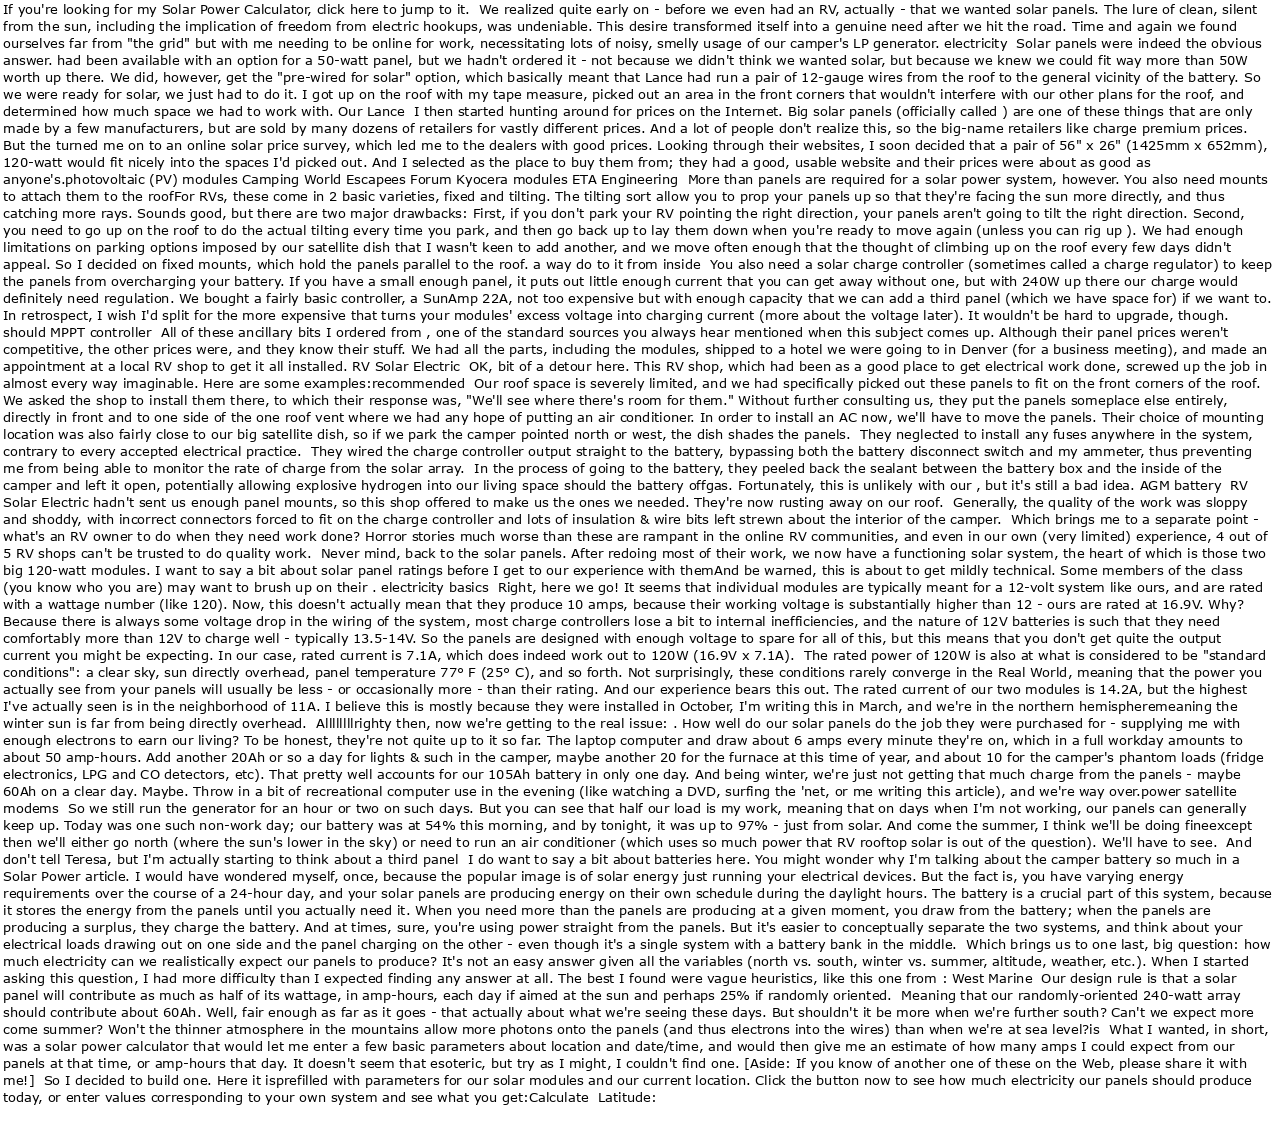 If you're looking for my Solar Power Calculator, click here to jump to it.  We realized quite early on - before we even had an RV, actually - that we wanted solar panels. The lure of clean, silent
from the sun, including the implication of freedom from electric hookups, was undeniable. This desire transformed itself into a genuine need after we hit the road. Time and again we found
ourselves far from "the grid" but with me needing to be online for work, necessitating lots of noisy, smelly usage of our camper's LP generator. electricity  Solar panels were indeed the obvious
answer. had been available with an option for a 50-watt panel, but we hadn't ordered it - not because we didn't think we wanted solar, but because we knew we could fit way more than 50W
worth up there. We did, however, get the "pre-wired for solar" option, which basically meant that Lance had run a pair of 12-gauge wires from the roof to the general vicinity of the battery. So
we were ready for solar, we just had to do it. I got up on the roof with my tape measure, picked out an area in the front corners that wouldn't interfere with our other plans for the roof, and
determined how much space we had to work with. Our Lance  I then started hunting around for prices on the Internet. Big solar panels (officially called ) are one of these things that are only
made by a few manufacturers, but are sold by many dozens of retailers for vastly different prices. And a lot of people don't realize this, so the big-name retailers like charge premium prices.
But the turned me on to an online solar price survey, which led me to the dealers with good prices. Looking through their websites, I soon decided that a pair of 56" x 26" (1425mm x 652mm),
120-watt would fit nicely into the spaces I'd picked out. And I selected as the place to buy them from; they had a good, usable website and their prices were about as good as
anyone's.photovoltaic (PV) modules Camping World Escapees Forum Kyocera modules ETA Engineering  More than panels are required for a solar power system, however. You also need mounts
to attach them to the roofFor RVs, these come in 2 basic varieties, fixed and tilting. The tilting sort allow you to prop your panels up so that they're facing the sun more directly, and thus
catching more rays. Sounds good, but there are two major drawbacks: First, if you don't park your RV pointing the right direction, your panels aren't going to tilt the right direction. Second,
you need to go up on the roof to do the actual tilting every time you park, and then go back up to lay them down when you're ready to move again (unless you can rig up ). We had enough
limitations on parking options imposed by our satellite dish that I wasn't keen to add another, and we move often enough that the thought of climbing up on the roof every few days didn't
appeal. So I decided on fixed mounts, which hold the panels parallel to the roof. a way do to it from inside  You also need a solar charge controller (sometimes called a charge regulator) to keep
the panels from overcharging your battery. If you have a small enough panel, it puts out little enough current that you can get away without one, but with 240W up there our charge would
definitely need regulation. We bought a fairly basic controller, a SunAmp 22A, not too expensive but with enough capacity that we can add a third panel (which we have space for) if we want to.
In retrospect, I wish I'd split for the more expensive that turns your modules' excess voltage into charging current (more about the voltage later). It wouldn't be hard to upgrade, though.
should MPPT controller  All of these ancillary bits I ordered from , one of the standard sources you always hear mentioned when this subject comes up. Although their panel prices weren't
competitive, the other prices were, and they know their stuff. We had all the parts, including the modules, shipped to a hotel we were going to in Denver (for a business meeting), and made an
appointment at a local RV shop to get it all installed. RV Solar Electric  OK, bit of a detour here. This RV shop, which had been as a good place to get electrical work done, screwed up the job in
almost every way imaginable. Here are some examples:recommended  Our roof space is severely limited, and we had specifically picked out these panels to fit on the front corners of the roof.
We asked the shop to install them there, to which their response was, "We'll see where there's room for them." Without further consulting us, they put the panels someplace else entirely,
directly in front and to one side of the one roof vent where we had any hope of putting an air conditioner. In order to install an AC now, we'll have to move the panels. Their choice of mounting
location was also fairly close to our big satellite dish, so if we park the camper pointed north or west, the dish shades the panels.  They neglected to install any fuses anywhere in the system,
contrary to every accepted electrical practice.  They wired the charge controller output straight to the battery, bypassing both the battery disconnect switch and my ammeter, thus preventing
me from being able to monitor the rate of charge from the solar array.  In the process of going to the battery, they peeled back the sealant between the battery box and the inside of the
camper and left it open, potentially allowing explosive hydrogen into our living space should the battery offgas. Fortunately, this is unlikely with our , but it's still a bad idea. AGM battery  RV
Solar Electric hadn't sent us enough panel mounts, so this shop offered to make us the ones we needed. They're now rusting away on our roof.  Generally, the quality of the work was sloppy
and shoddy, with incorrect connectors forced to fit on the charge controller and lots of insulation & wire bits left strewn about the interior of the camper.  Which brings me to a separate point -
what's an RV owner to do when they need work done? Horror stories much worse than these are rampant in the online RV communities, and even in our own (very limited) experience, 4 out of
5 RV shops can't be trusted to do quality work.  Never mind, back to the solar panels. After redoing most of their work, we now have a functioning solar system, the heart of which is those two
big 120-watt modules. I want to say a bit about solar panel ratings before I get to our experience with themAnd be warned, this is about to get mildly technical. Some members of the class
(you know who you are) may want to brush up on their . electricity basics  Right, here we go! It seems that individual modules are typically meant for a 12-volt system like ours, and are rated
with a wattage number (like 120). Now, this doesn't actually mean that they produce 10 amps, because their working voltage is substantially higher than 12 - ours are rated at 16.9V. Why?
Because there is always some voltage drop in the wiring of the system, most charge controllers lose a bit to internal inefficiencies, and the nature of 12V batteries is such that they need
comfortably more than 12V to charge well - typically 13.5-14V. So the panels are designed with enough voltage to spare for all of this, but this means that you don't get quite the output
current you might be expecting. In our case, rated current is 7.1A, which does indeed work out to 120W (16.9V x 7.1A).  The rated power of 120W is also at what is considered to be "standard
conditions": a clear sky, sun directly overhead, panel temperature 77° F (25° C), and so forth. Not surprisingly, these conditions rarely converge in the Real World, meaning that the power you
actually see from your panels will usually be less - or occasionally more - than their rating. And our experience bears this out. The rated current of our two modules is 14.2A, but the highest
I've actually seen is in the neighborhood of 11A. I believe this is mostly because they were installed in October, I'm writing this in March, and we're in the northern hemispheremeaning the
winter sun is far from being directly overhead.  Allllllllrighty then, now we're getting to the real issue: . How well do our solar panels do the job they were purchased for - supplying me with
enough electrons to earn our living? To be honest, they're not quite up to it so far. The laptop computer and draw about 6 amps every minute they're on, which in a full workday amounts to
about 50 amp-hours. Add another 20Ah or so a day for lights & such in the camper, maybe another 20 for the furnace at this time of year, and about 10 for the camper's phantom loads (fridge
electronics, LPG and CO detectors, etc). That pretty well accounts for our 105Ah battery in only one day. And being winter, we're just not getting that much charge from the panels - maybe
60Ah on a clear day. Maybe. Throw in a bit of recreational computer use in the evening (like watching a DVD, surfing the 'net, or me writing this article), and we're way over.power satellite
modems  So we still run the generator for an hour or two on such days. But you can see that half our load is my work, meaning that on days when I'm not working, our panels can generally
keep up. Today was one such non-work day; our battery was at 54% this morning, and by tonight, it was up to 97% - just from solar. And come the summer, I think we'll be doing fineexcept
then we'll either go north (where the sun's lower in the sky) or need to run an air conditioner (which uses so much power that RV rooftop solar is out of the question). We'll have to see.  And
don't tell Teresa, but I'm actually starting to think about a third panel  I do want to say a bit about batteries here. You might wonder why I'm talking about the camper battery so much in a
Solar Power article. I would have wondered myself, once, because the popular image is of solar energy just running your electrical devices. But the fact is, you have varying energy
requirements over the course of a 24-hour day, and your solar panels are producing energy on their own schedule during the daylight hours. The battery is a crucial part of this system, because
it stores the energy from the panels until you actually need it. When you need more than the panels are producing at a given moment, you draw from the battery; when the panels are
producing a surplus, they charge the battery. And at times, sure, you're using power straight from the panels. But it's easier to conceptually separate the two systems, and think about your
electrical loads drawing out on one side and the panel charging on the other - even though it's a single system with a battery bank in the middle.  Which brings us to one last, big question: how
much electricity can we realistically expect our panels to produce? It's not an easy answer given all the variables (north vs. south, winter vs. summer, altitude, weather, etc.). When I started
asking this question, I had more difficulty than I expected finding any answer at all. The best I found were vague heuristics, like this one from : West Marine  Our design rule is that a solar
panel will contribute as much as half of its wattage, in amp-hours, each day if aimed at the sun and perhaps 25% if randomly oriented.  Meaning that our randomly-oriented 240-watt array
should contribute about 60Ah. Well, fair enough as far as it goes - that actually about what we're seeing these days. But shouldn't it be more when we're further south? Can't we expect more
come summer? Won't the thinner atmosphere in the mountains allow more photons onto the panels (and thus electrons into the wires) than when we're at sea level?is  What I wanted, in short,
was a solar power calculator that would let me enter a few basic parameters about location and date/time, and would then give me an estimate of how many amps I could expect from our
panels at that time, or amp-hours that day. It doesn't seem that esoteric, but try as I might, I couldn't find one. [Aside: If you know of another one of these on the Web, please share it with
me!]  So I decided to build one. Here it isprefilled with parameters for our solar modules and our current location. Click the button now to see how much electricity our panels should produce
today, or enter values corresponding to your own system and see what you get:Calculate  Latitude: